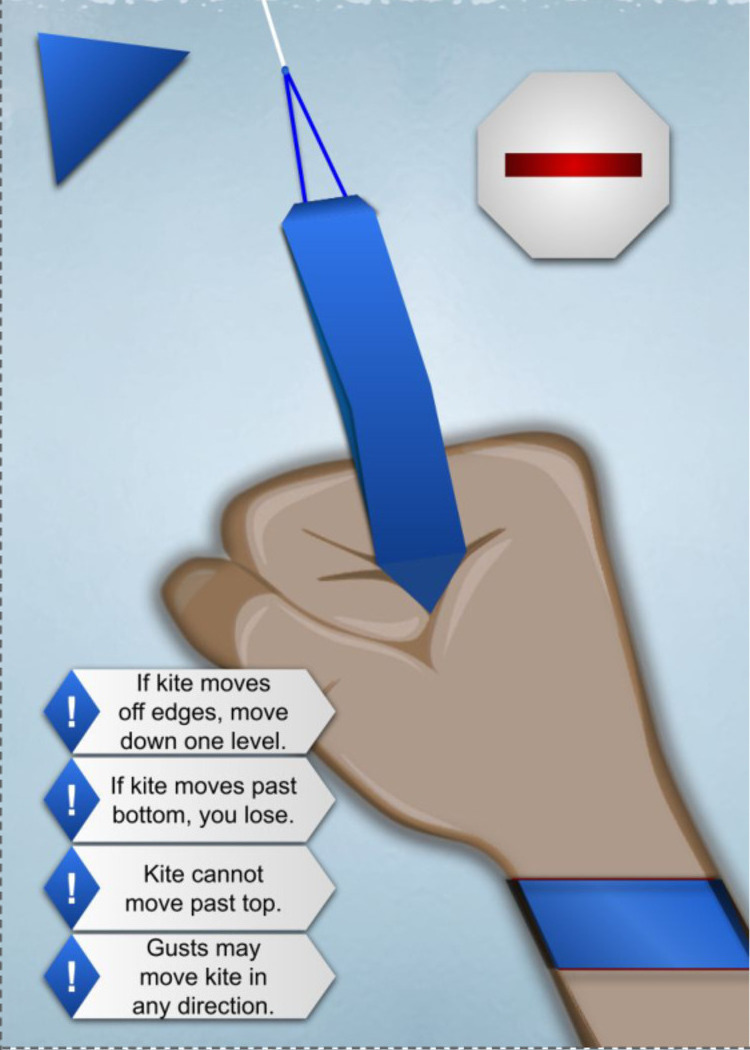 ! If kite moves
off edges, move
down one level.
! If kite moves past
bottom, you lose.
! Kite cannot
move past top.
! Gusts may
move kite in
any direction.